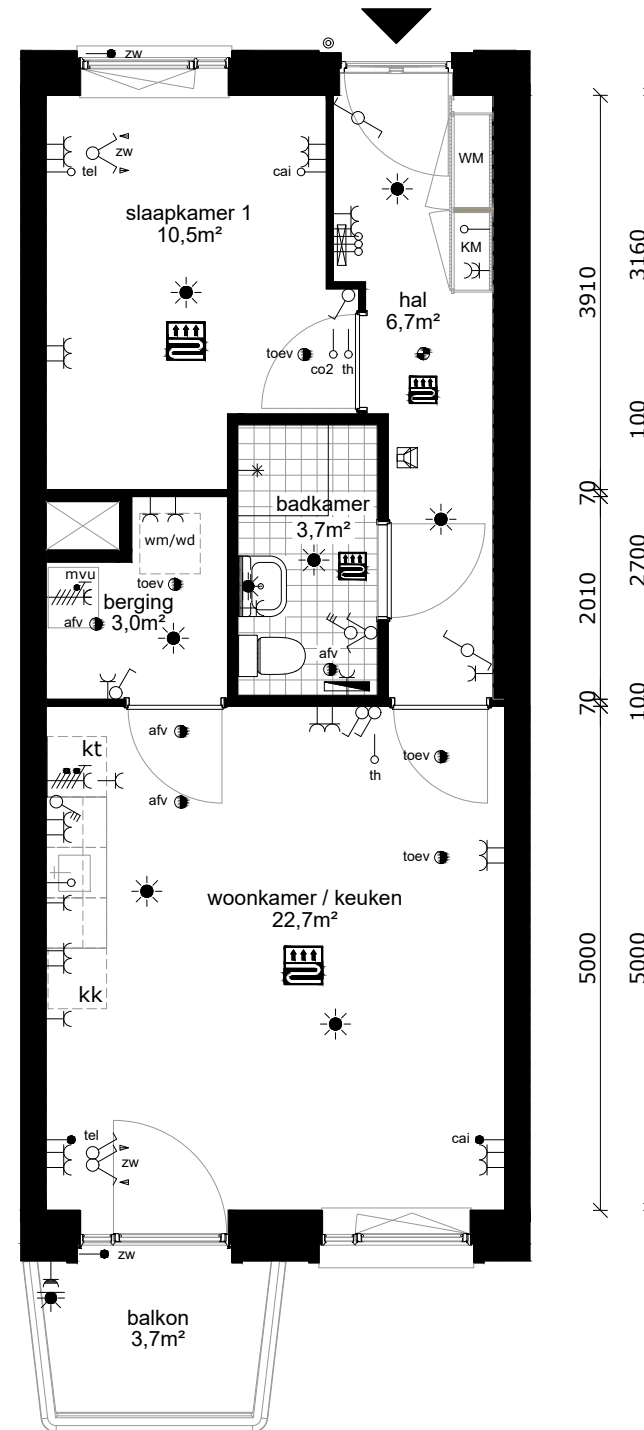 zw
WM
zw
tel
cai
slaapkamer 1
10,5m²
KM
3160
3910
hal
6,7m²
toev
co2
th
100
70
badkamer
3,7m²
wm/wd
mvu
toev
berging
3,0m²
afv
2700
2010
afv
100
70
kt
afv
toev
th
afv
toev
woonkamer / keuken
22,7m²
5000
5000
kk
tel
zw
cai
zw
balkon
3,7m²